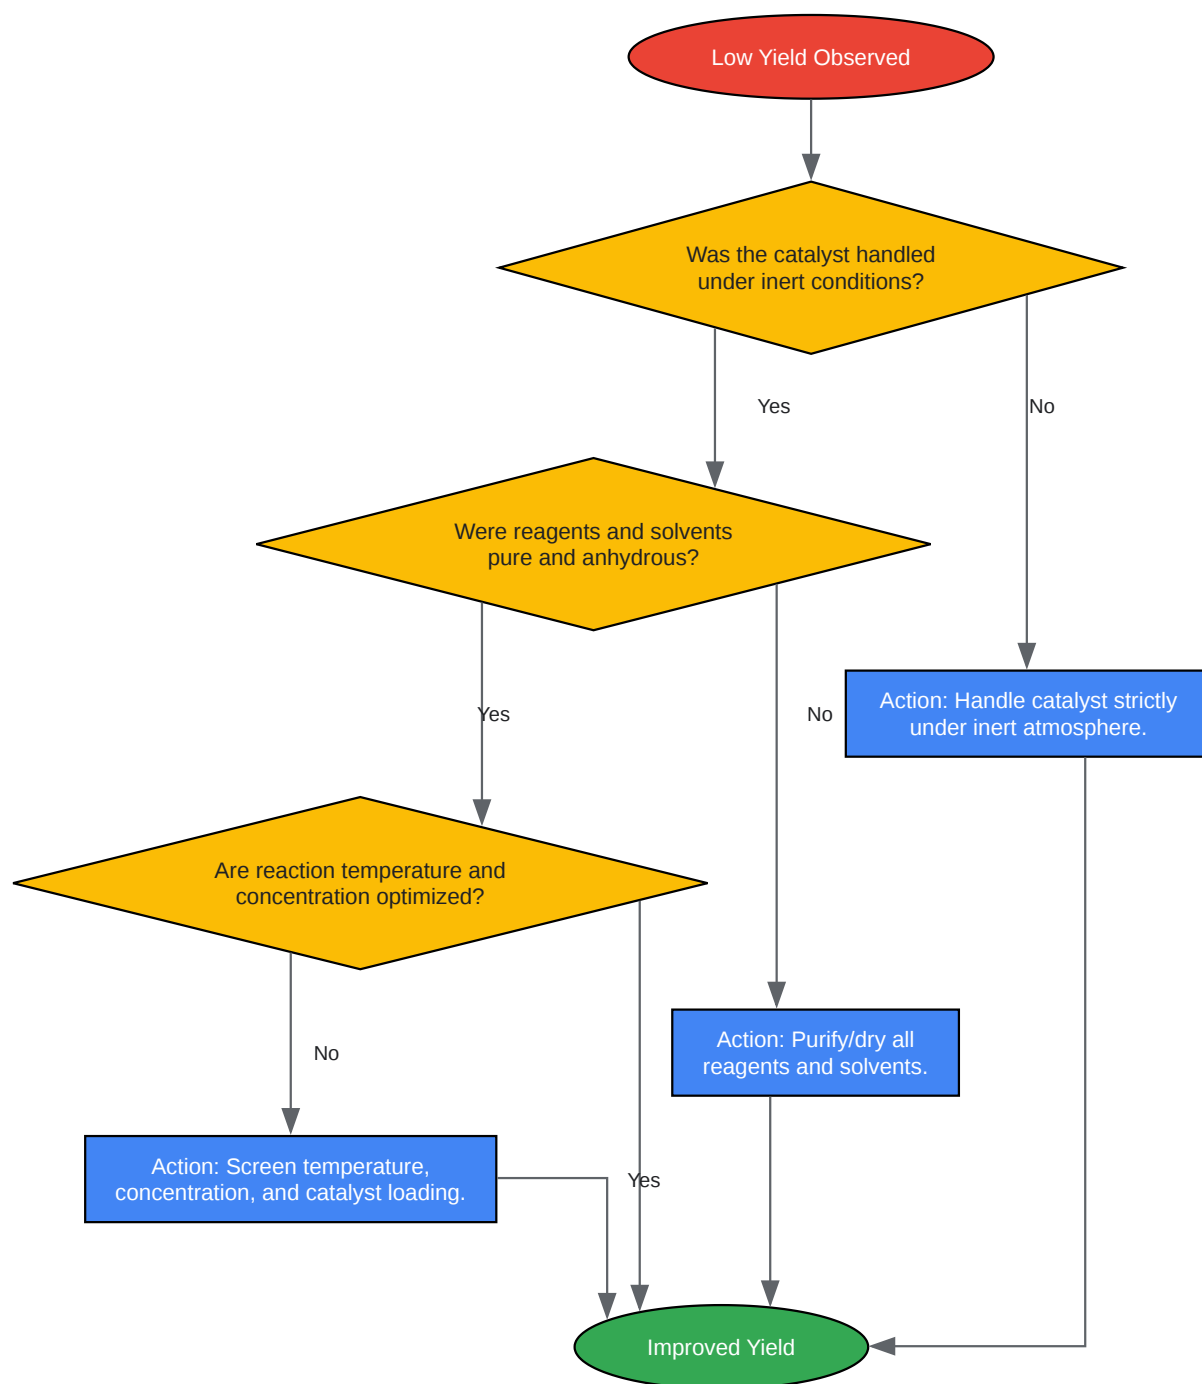 Low Yield Observed
Was the catalyst handled
under inert conditions?
Yes
No
Were reagents and solvents
pure and anhydrous?
Action: Handle catalyst strictly
under inert atmosphere.
Yes
No
Are reaction temperature and
concentration optimized?
Action: Purify/dry all
reagents and solvents.
No
Action: Screen temperature,
concentration, and catalyst loading.
Yes
Improved Yield